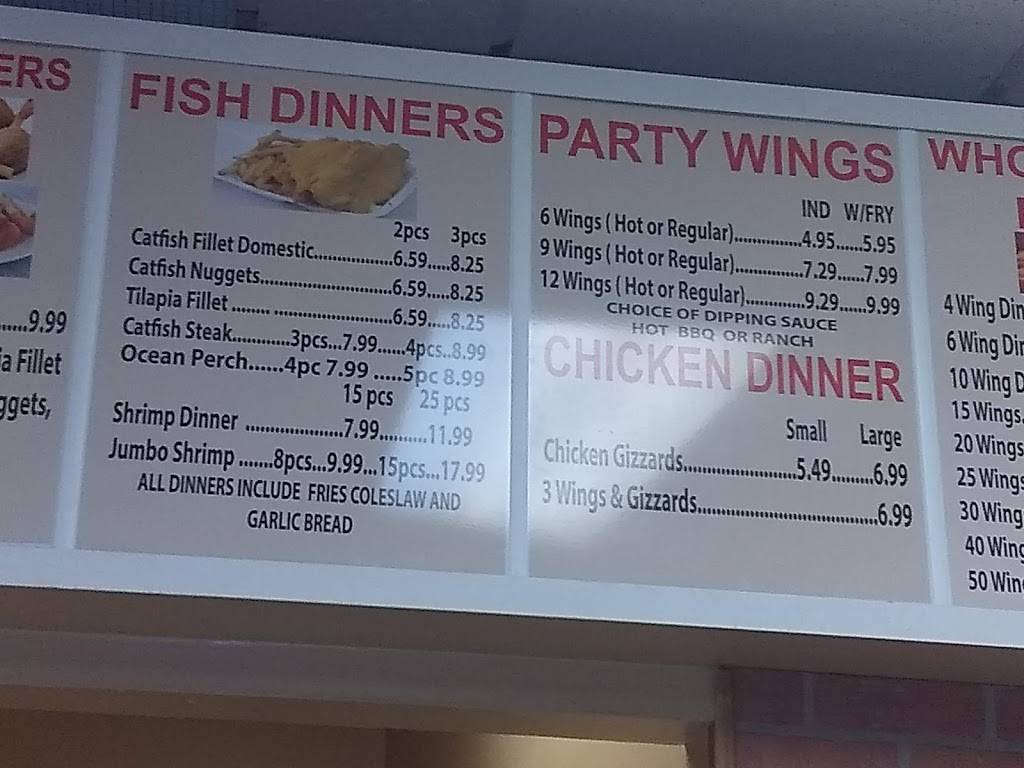 ERS
.....9.99
a Fillet
ggets,
FISH DINNERS
2pcs 3pcs
Catfish Fillet Domestic................6.59.....8.25
Catfish Nuggets...........................6.59.....8.25
Tilapia Fillet ........ .........................6.59.....8.25
Catfish Steak............3pcs...7.99......4pcs..8.99
Ocean Perch......4pc 7.99 .....5pc 8.99
15 pcs 25 pcs
Shrimp Dinner ....................7.99..........11.99
Jumbo Shrimp .......8pcs...9.99...15pcs...17.99
ALL DINNERS INCLUDE FRIES COLESLAW AND
GARLIC BREAD
PARTY WINGS
IND W/FRY
6 Wings ( Hot or Regular)..............4.95......5.95
9 Wings ( Hot or Regular)..............7.29......7.99
12 Wings ( Hot or Regular)............9.29......9.99
CHOICE OF DIPPING SAUCE
HOT BBQ OR RANCH
CHICKEN DINNER
Small Large
Chicken Gizzards.......................5.49.........6.99
3 Wings & Gizzards.....................................6.99
WHO
4 Wing Din
6 Wing Din
10 Wing D
15 Wings.
20 Wings
25 Wings
30 Wing
40 Wing
50 Win